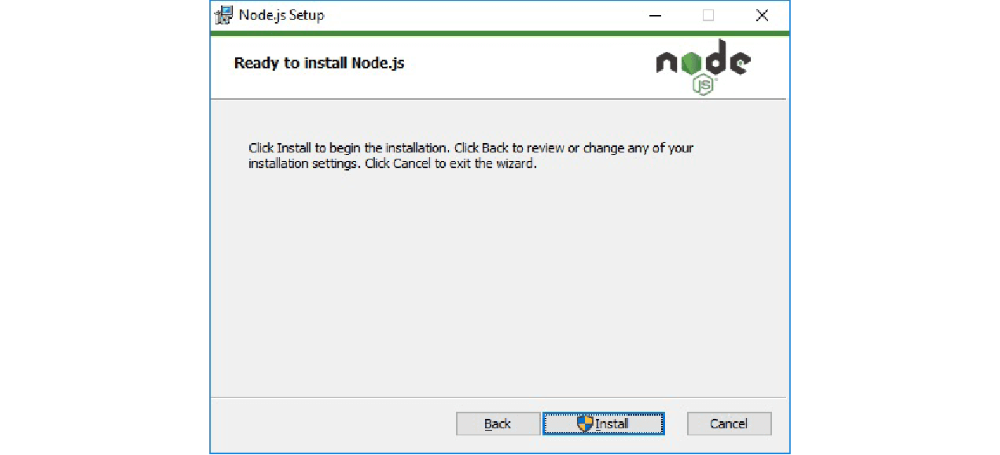 Node.js Setup
Ready to install Node.js
node
JS
Click Install to begin the installation. Click Back to review or change any of your
installation settings. Click Cancel to exit the wizard.
Back
Install
Cancel